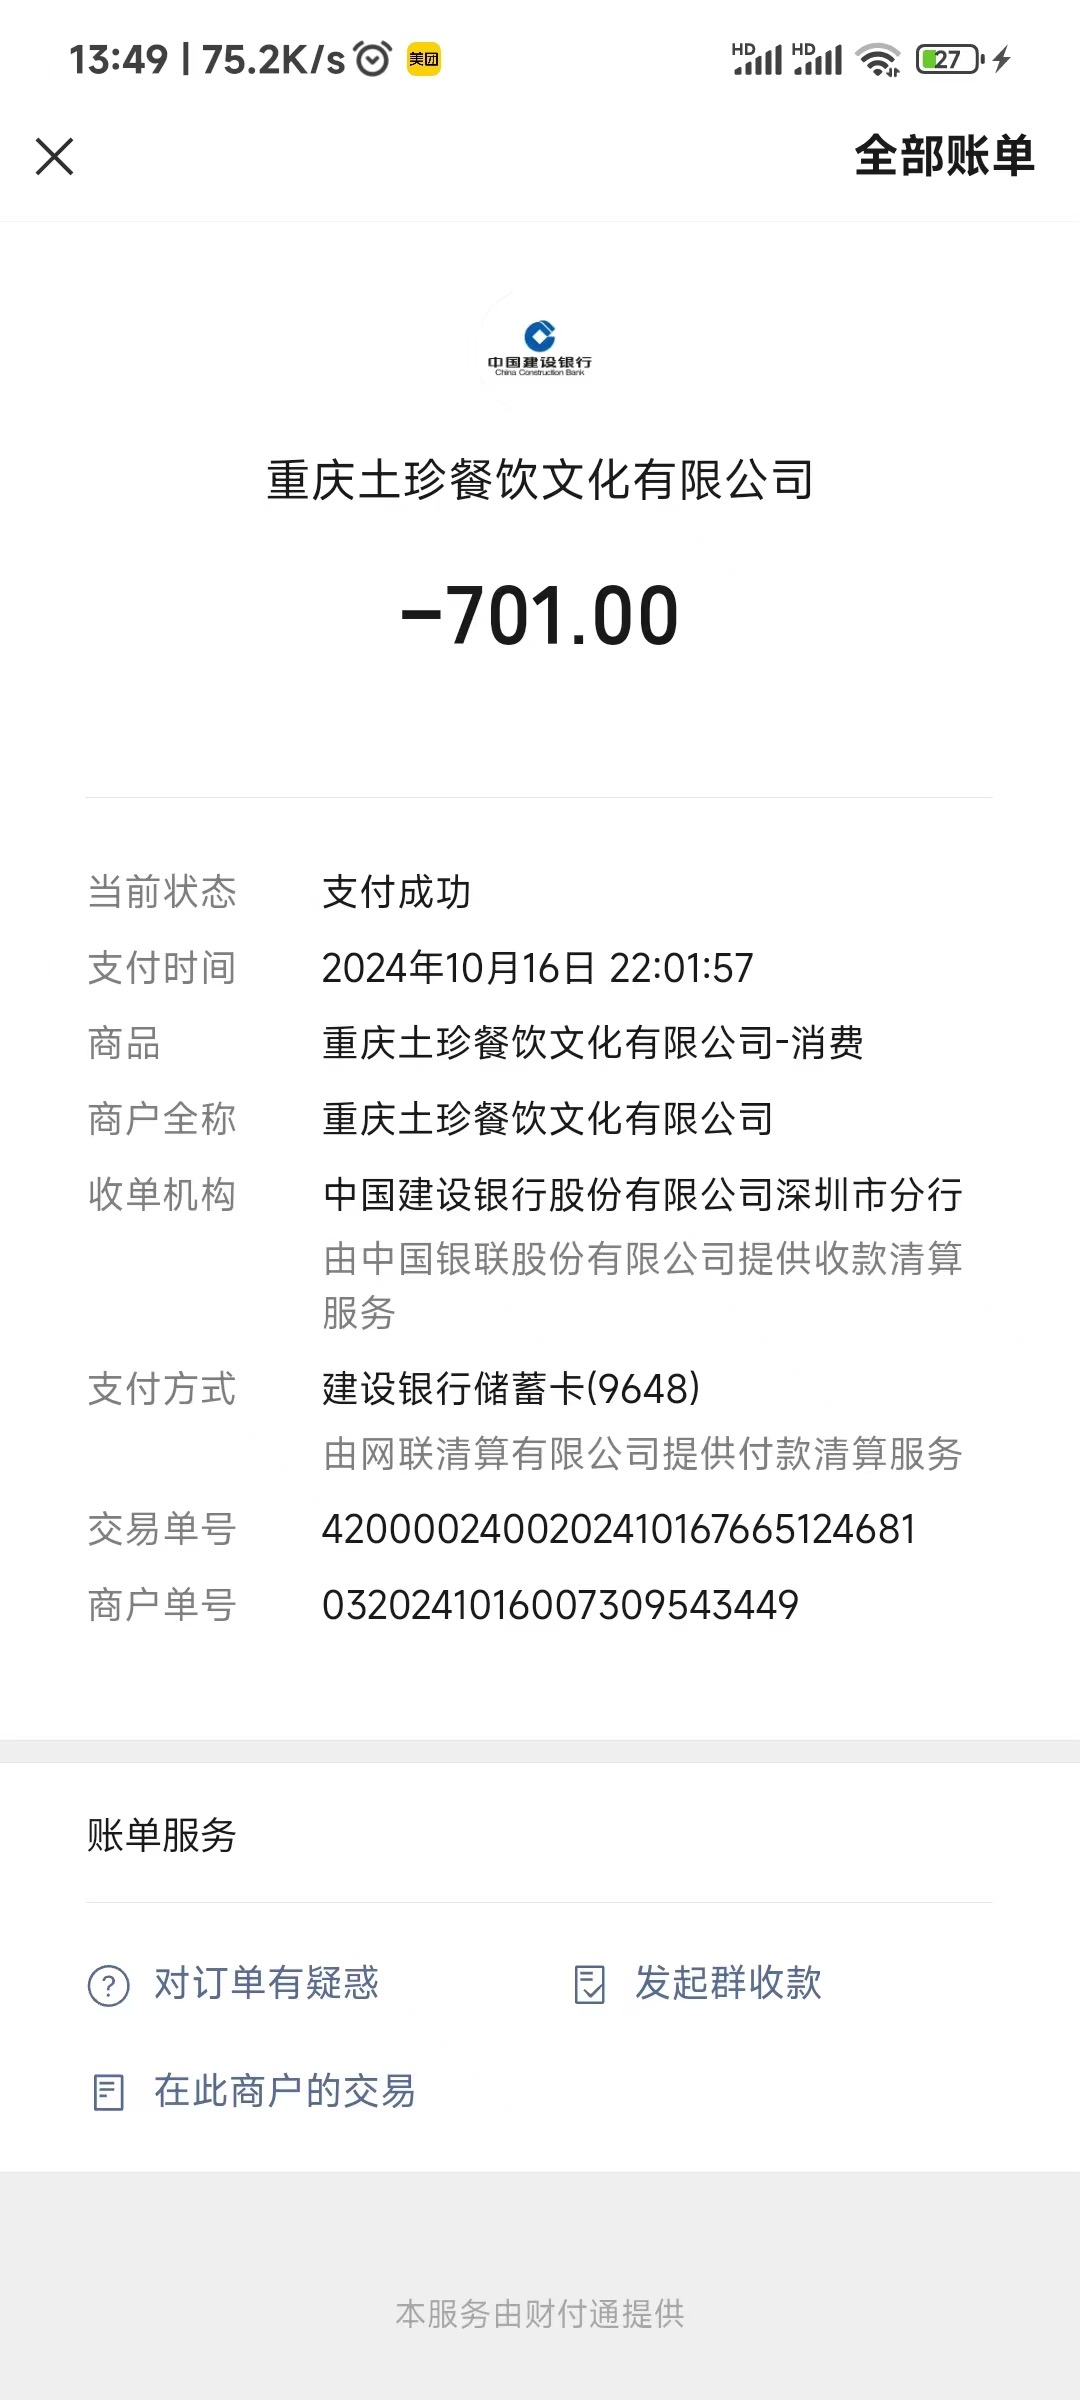 13:49 | 75.2K/s 美团 HD HD 27
全部账单
中国建设银行
China Construction Bank
重庆土珍餐饮文化有限公司
-701.00
当前状态 支付成功
支付时间 2024年10月16日 22:01:57
商品 重庆土珍餐饮文化有限公司-消费
商户全称 重庆土珍餐饮文化有限公司
收单机构 中国建设银行股份有限公司深圳市分行
由中国银联股份有限公司提供收款清算
服务
支付方式 建设银行储蓄卡(9648)
由网联清算有限公司提供付款清算服务
交易单号 4200002400202410167665124681
商户单号 0320241016007309543449
账单服务
对订单有疑惑 发起群收款
在此商户的交易
本服务由财付通提供